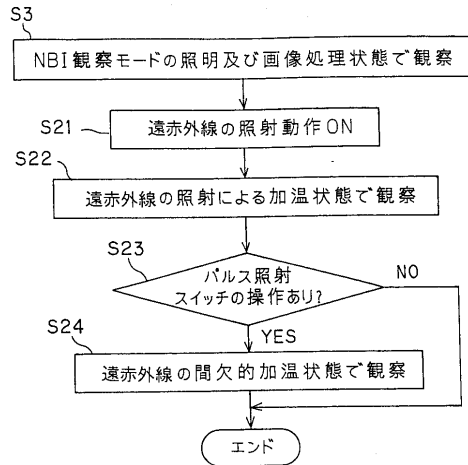 S3
NBI観察モードの照明及び画像処理状態で観察
S21
遠赤外線の照射動作ON
S22
遠赤外線の照射による加温状態で観察
S23
パルス照射
スイッチの操作あり?
NO
YES
S24
遠赤外線の間欠的加温状態で観察
エンド